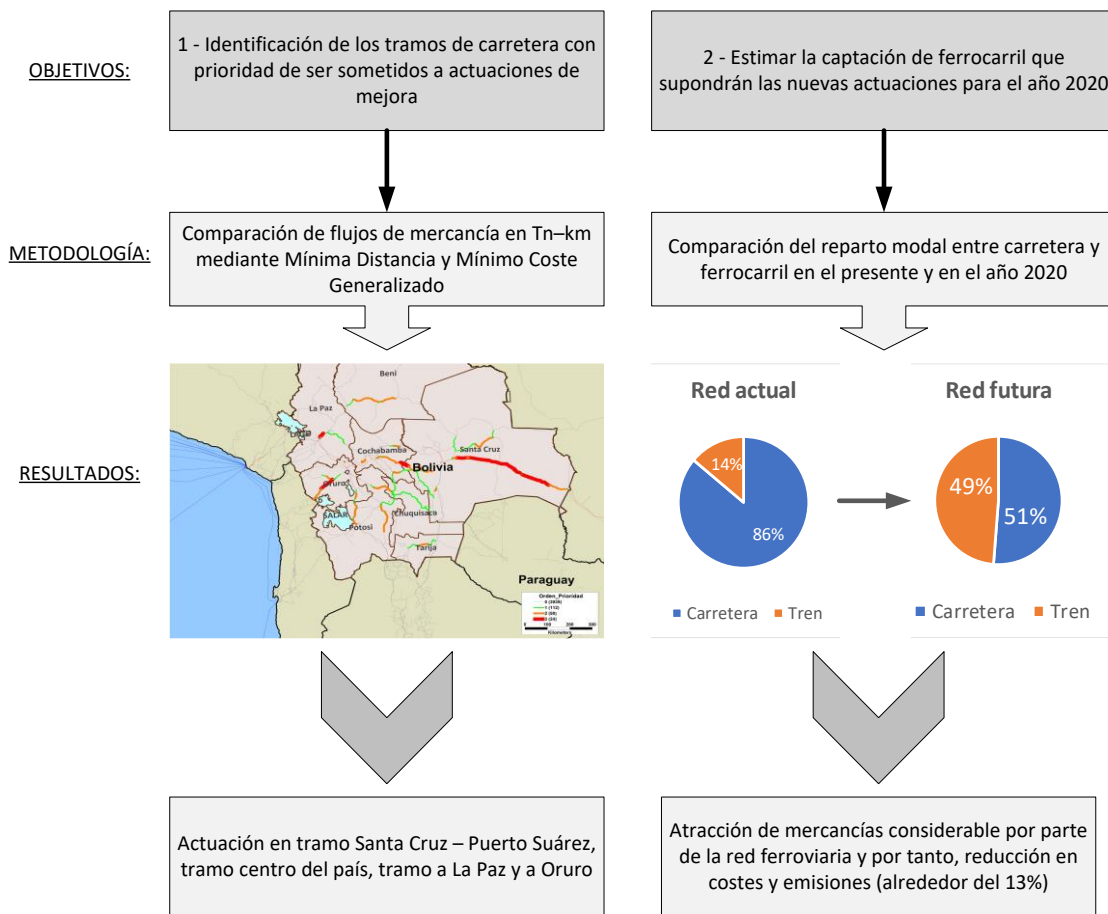 OBJETIVOS:
1 - Identificación de los tramos de carretera con
prioridad de ser sometidos a actuaciones de
mejora
2 - Estimar la captación de ferrocarril que
supondrán las nuevas actuaciones para el año 2020
METODOLOGÍA:
Comparación de flujos de mercancía en Tn–km
mediante Mínima Distancia y Mínimo Coste
Generalizado
Comparación del reparto modal entre carretera y
ferrocarril en el presente y en el año 2020
RESULTADOS:
Beni
La Paz
Cochabamba
Santa Cruz
Bolivia
Oruro
SALAR
Potosi
Chuquisaca
Tarija
Paraguay
Orden_Prioridad
Kilometers
Red actual
14%
86%
Carretera Tren
Red futura
49%
51%
Carretera Tren
Actuación en tramo Santa Cruz – Puerto Suárez,
tramo centro del país, tramo a La Paz y a Oruro
Atracción de mercancías considerable por parte
de la red ferroviaria y por tanto, reducción en
costes y emisiones (alrededor del 13%)